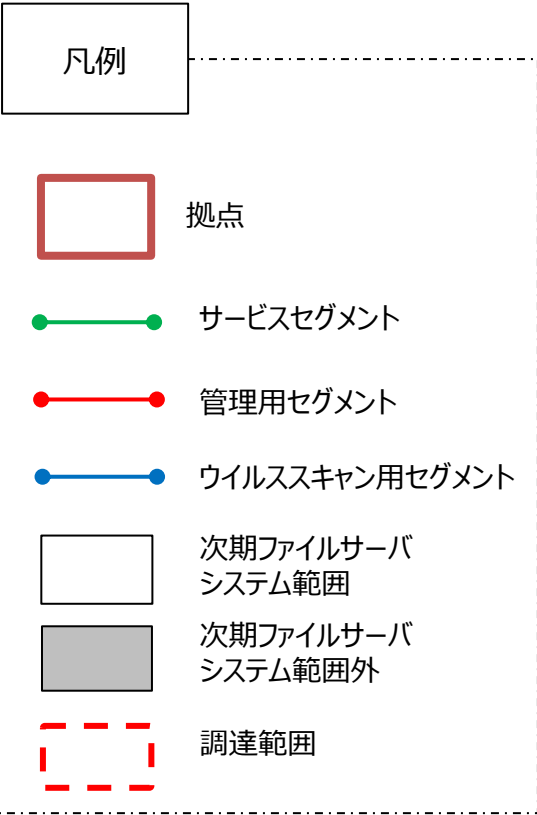 凡例
拠点
サービスセグメント
管理用セグメント
ウイルススキャン用セグメント
次期ファイルサーバ
システム範囲
次期ファイルサーバ
システム範囲外
調達範囲